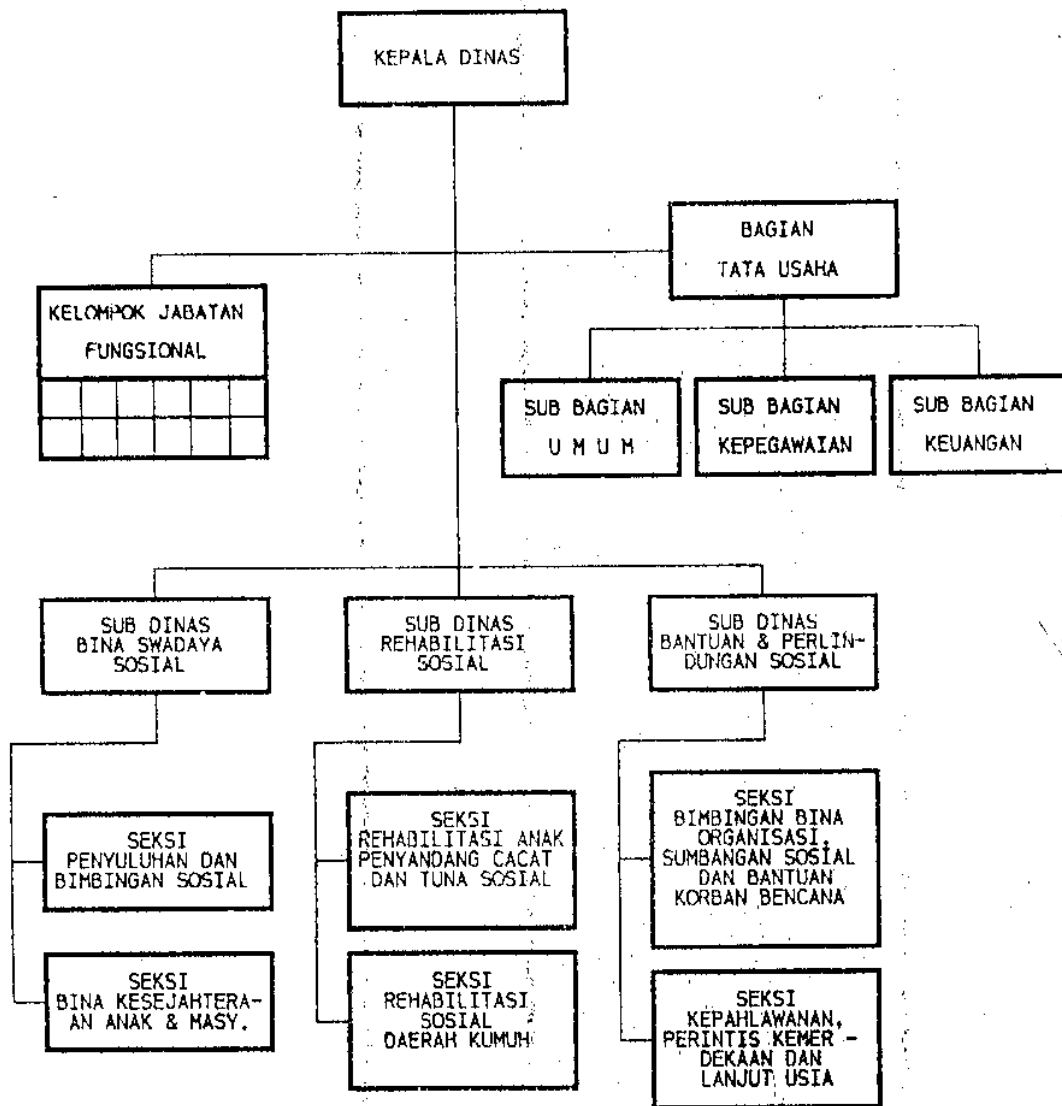 KEPALA DINAS
BAGIAN
TATA USAHA
KELOMPOK JABATAN
FUNGSIONAL
SUB BAGIAN
U M U M
SUB BAGIAN
KEPEGAWAIAN
SUB BAGIAN
KEUANGAN
SUB DINAS
BINA SWADAYA
SOSIAL
SUB DINAS
REHABILITASI
SOSIAL
SUB DINAS
BANTUAN & PERLIN-
DUNGAN SOSIAL
SEKSI
PENYULUHAN DAN
BIMBINGAN SOSIAL
SEKSI
REHABILITASI ANAK
PENYANDANG CACAT
DAN TUNA SOSIAL
SEKSI
BIMBINGAN BINA
ORGANISASI,
SUMBANGAN SOSIAL
DAN BANTUAN
KORBAN BENCANA
SEKSI
BINA KESEJAHTERA-
AN ANAK & MASY.
SEKSI
REHABILITASI
SOSIAL
DAERAH KUMUH
SEKSI
KEPAHLAWANAN,
PERINTIS KEMER -
DEKAAN DAN
LANJUT USIA